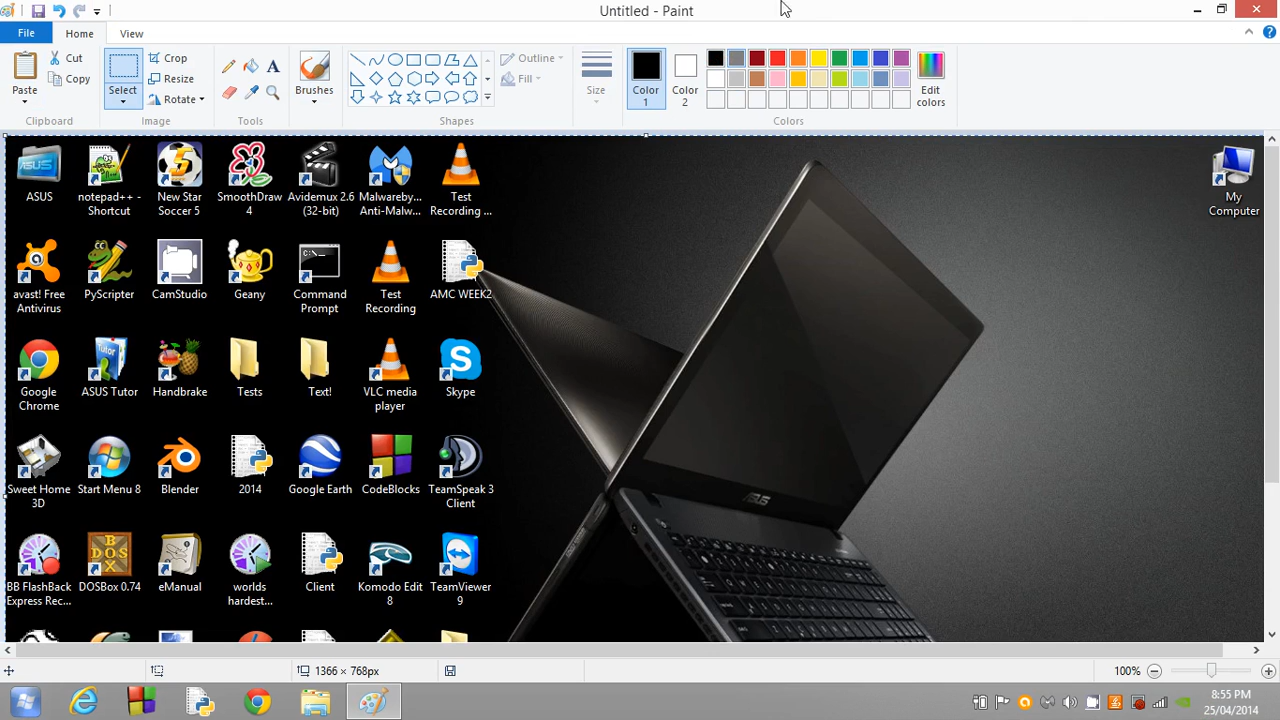 Untitled - Paint
File Home View
Paste
Cut
Copy
Clipboard
Select
Crop
Resize
Rotate
Image
Tools
Brushes
Outline
Fill
Shapes
Size
Color 1
Color 2
Edit colors
Colors
ASUS
notepad++ - Shortcut
New Star Soccer 5
SmoothDraw 4
Avidemux 2.6 (32-bit)
Malwareby... Anti-Malw...
Test Recording ...
My Computer
avast! Free Antivirus
PyScripter
CamStudio
Geany
Command Prompt
Test Recording
AMC WEEK2
Google Chrome
ASUS Tutor
Handbrake
Tests
Text!
VLC media player
Skype
Sweet Home 3D
Start Menu 8
Blender
2014
Google Earth
CodeBlocks
TeamSpeak 3 Client
BB FlashBack Express Rec...
DOSBox 0.74
eManual
worlds hardest...
Client
Komodo Edit 8
TeamViewer 9
1366 × 768px
100%
8:55 PM
25/04/2014